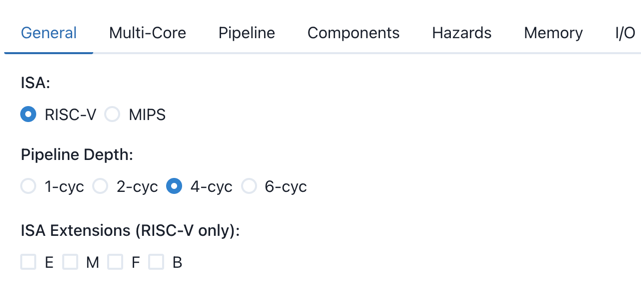 General Multi-Core Pipeline Components Hazards Memory I/O
ISA:
RISC-V MIPS
Pipeline Depth:
1-cyc 2-cyc 4-cyc 6-cyc
ISA Extensions (RISC-V only):
E M F B